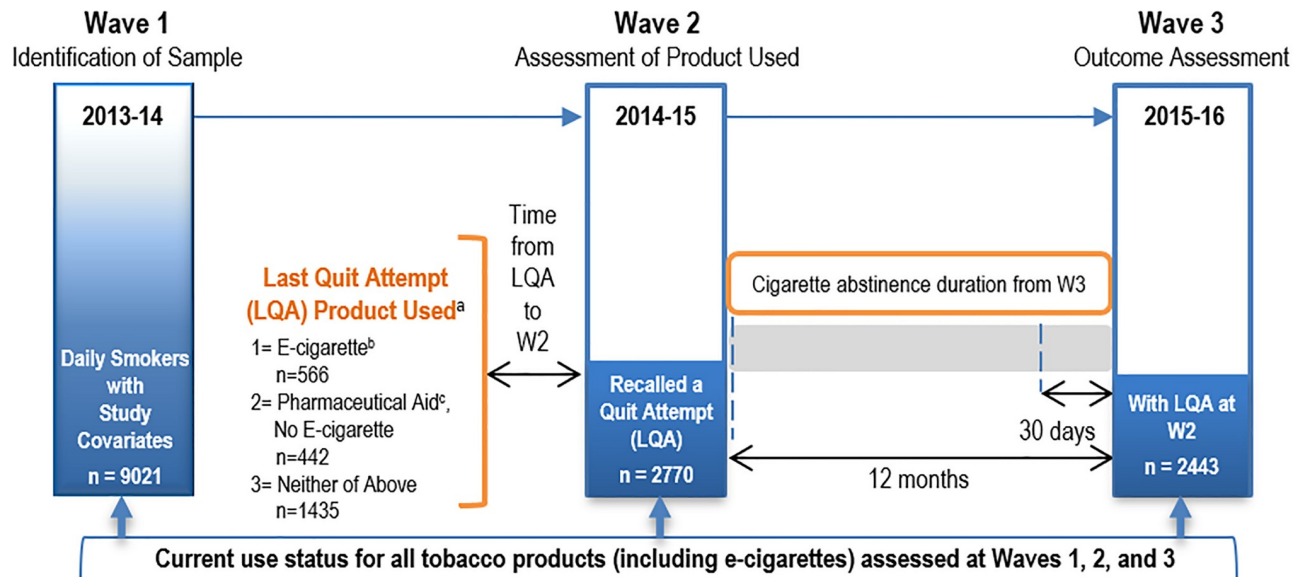 Wave 1
Identification of Sample
2013-14
Daily Smokers
with
Study
Covariates
n = 9021
Last Quit Attempt
(LQA) Product Usedᵃ
1= E-cigaretteᵇ
n=566
2= Pharmaceutical Aidᶜ,
No E-cigarette
n=442
3= Neither of Above
n=1435
Time
from
LQA
to
W2
Wave 2
Assessment of Product Used
2014-15
Recalled a
Quit Attempt
(LQA)
n = 2770
Cigarette abstinence duration from W3
30 days
12 months
Wave 3
Outcome Assessment
2015-16
With LQA at
W2
n = 2443
Current use status for all tobacco products (including e-cigarettes) assessed at Waves 1, 2, and 3